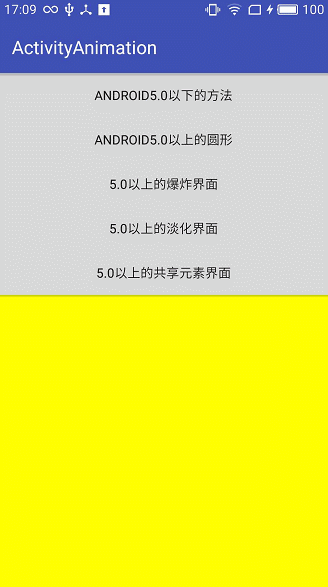 17:09 100
ActivityAnimation
ANDROID5.0以下的方法
ANDROID5.0以上的圆形
5.0以上的爆炸界面
5.0以上的淡化界面
5.0以上的共享元素界面